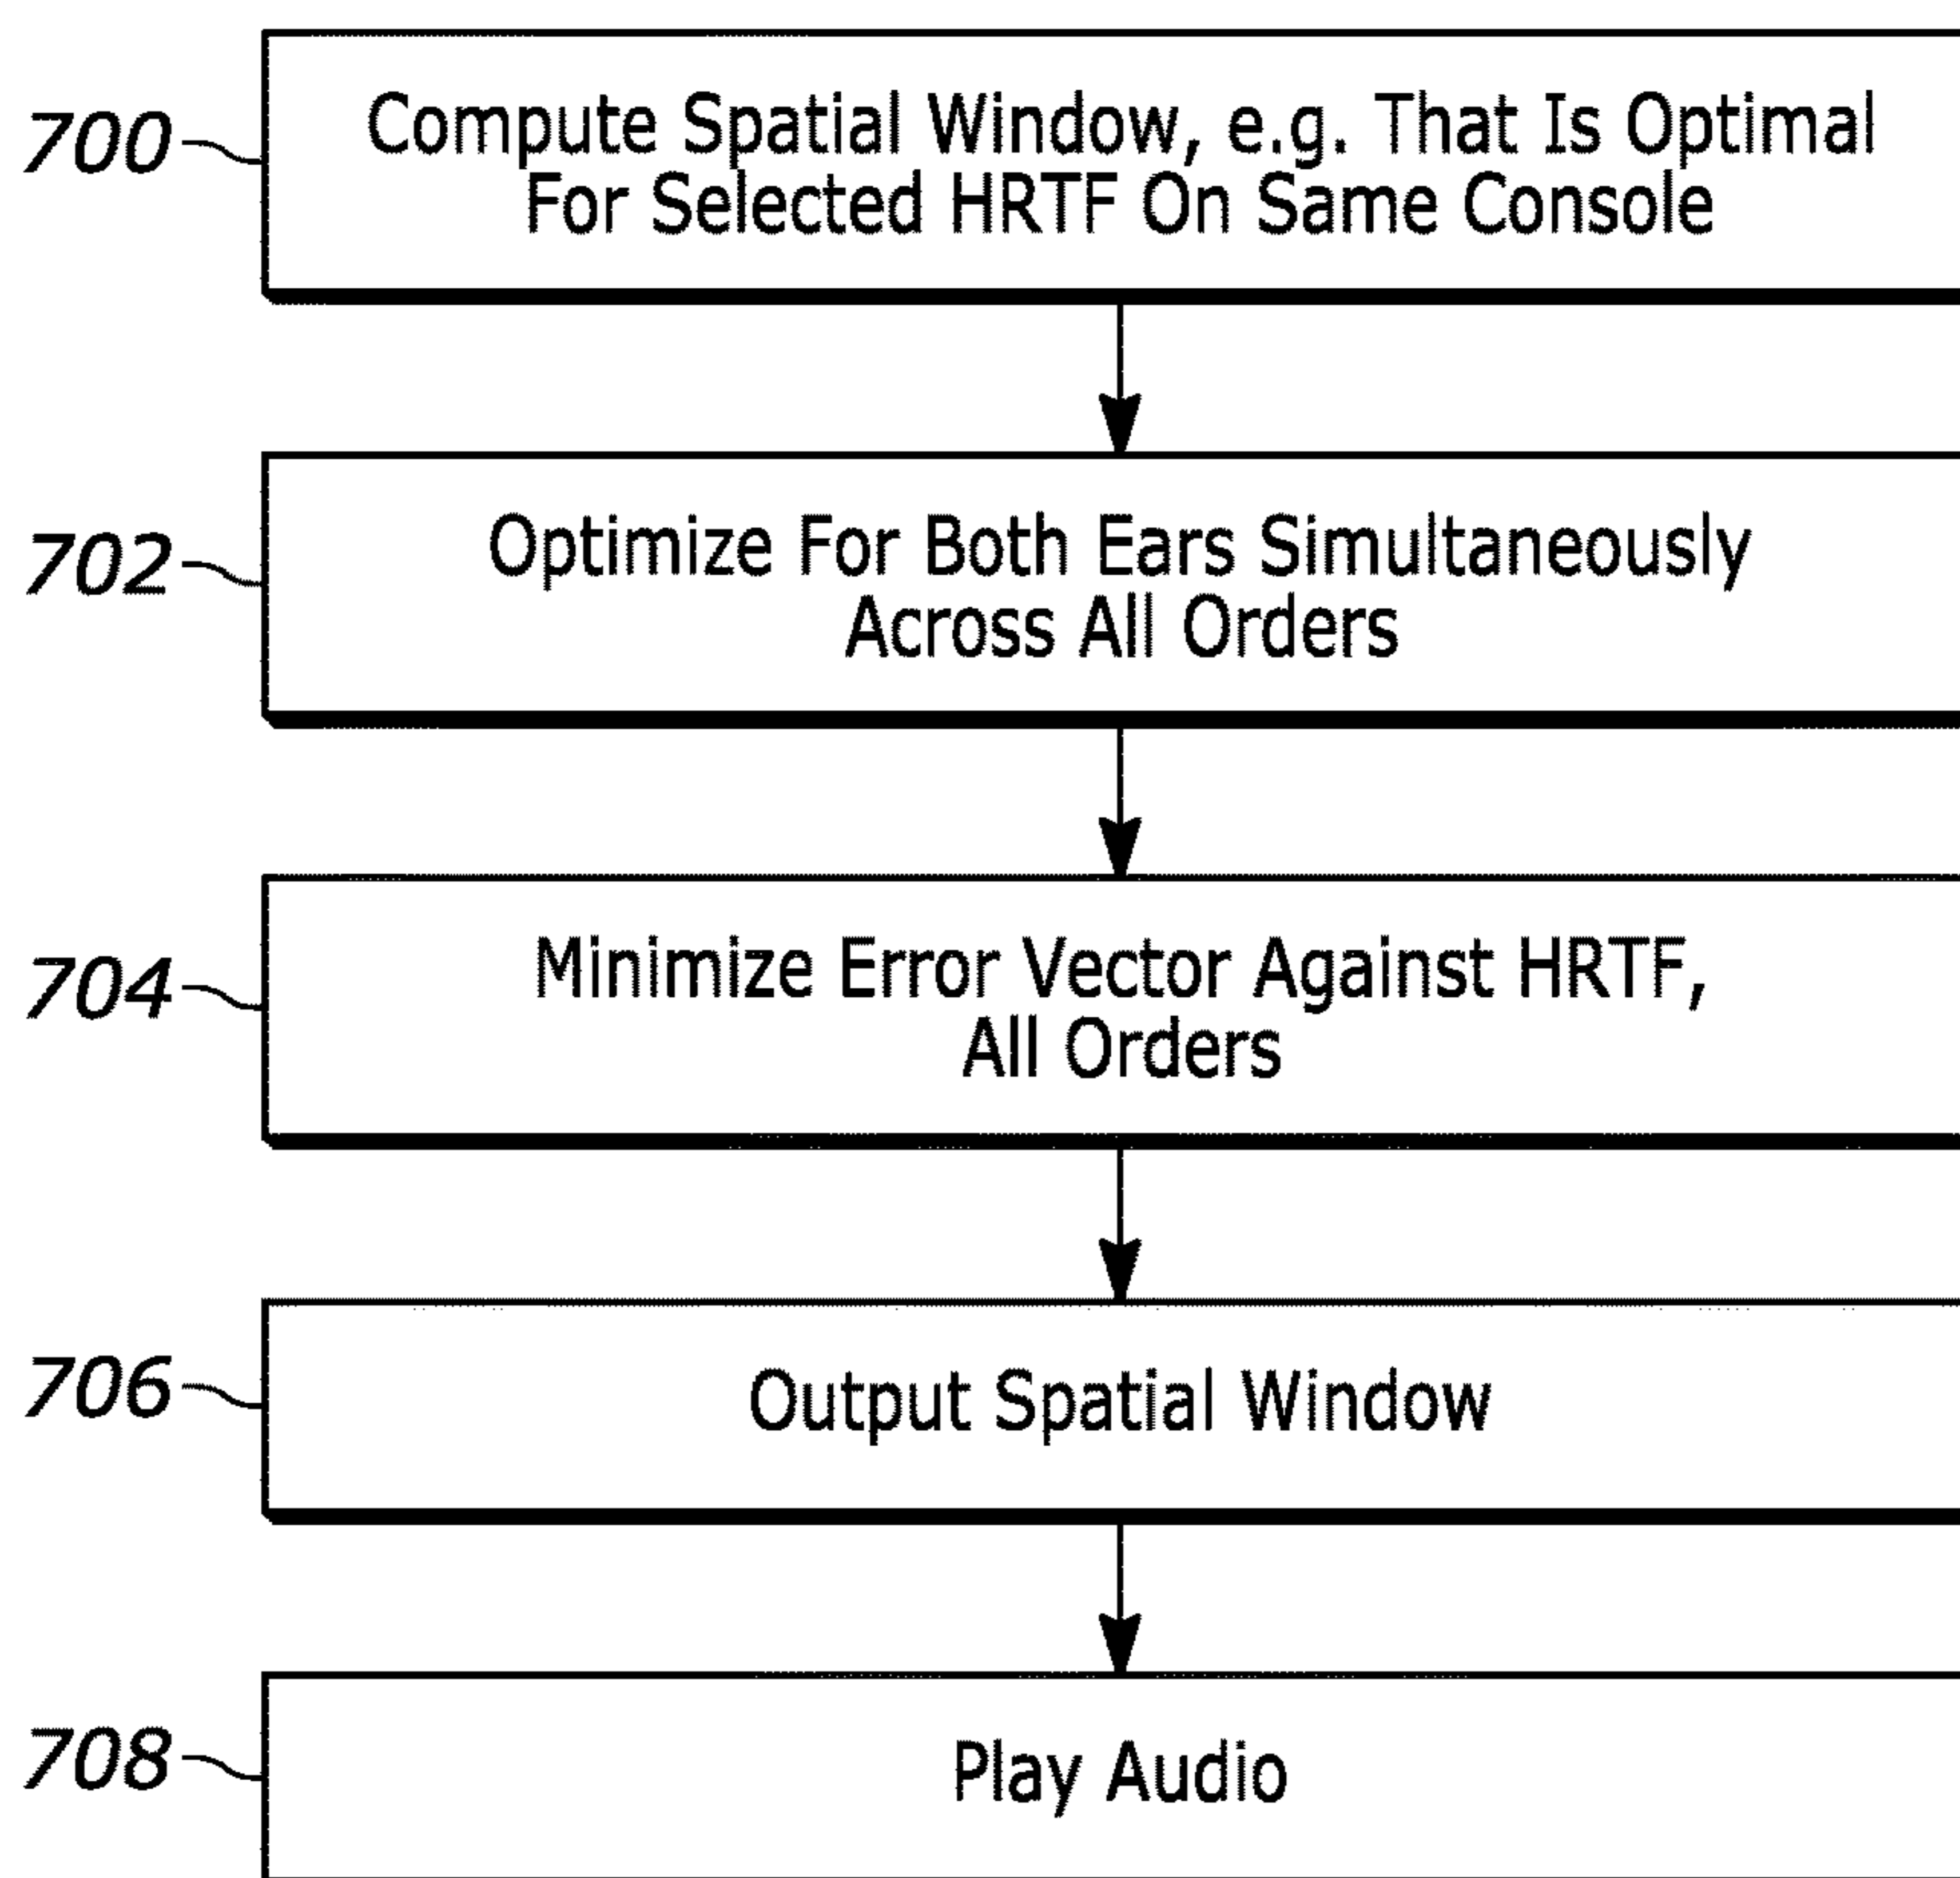 700
Compute Spatial Window, e.g. That Is Optimal
For Selected HRTF On Same Console
702
Optimize For Both Ears Simultaneously
Across All Orders
704
Minimize Error Vector Against HRTF,
All Orders
706
Output Spatial Window
708
Play Audio